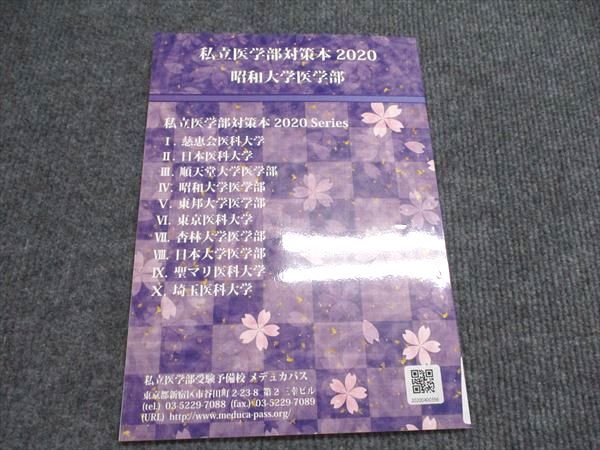 私立医学部対策本 2020
昭和大学医学部
私立医学部対策本 2020 Series
Ⅰ. 慈恵会医科大学
Ⅱ. 日本医科大学
Ⅲ. 順天堂大学医学部
Ⅳ. 昭和大学医学部
Ⅴ. 東邦大学医学部
Ⅵ. 東京医科大学
Ⅶ. 杏林大学医学部
Ⅷ. 日本大学医学部
Ⅸ. 聖マリ医科大学
Ⅹ. 埼玉医科大学
私立医学部受験予備校 メデュカパス
東京都新宿区市谷田町 2-23-8 第 2 三幸ビル
(tel.) 03-5229-7088 (fax.) 03-5229-7089
(URL) http://www.meduca-pass.org/
20200400356